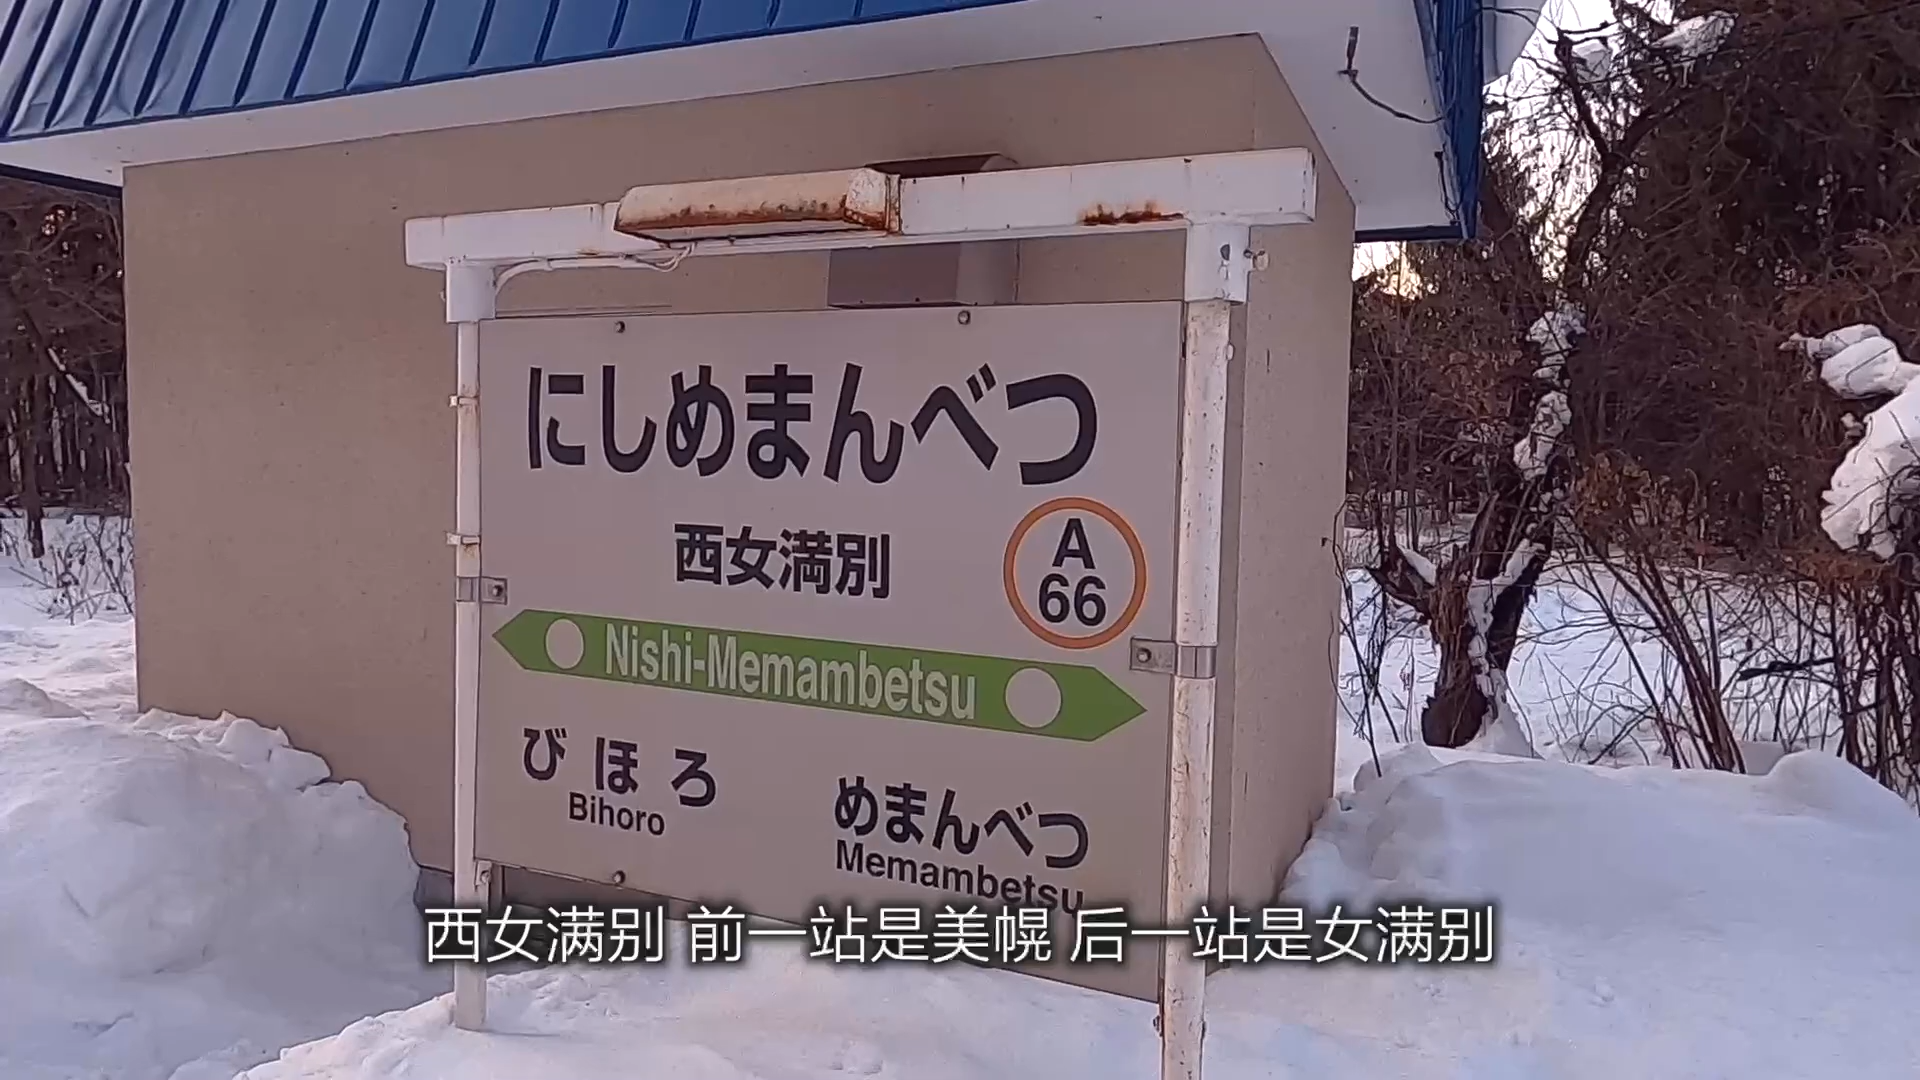 にしめまんべつ
西女満別
A
66
Nishi-Memambetsu
びほろ
Bihoro
めまんべつ
Memambetsu
西女满别 前一站是美幌 后一站是女满别